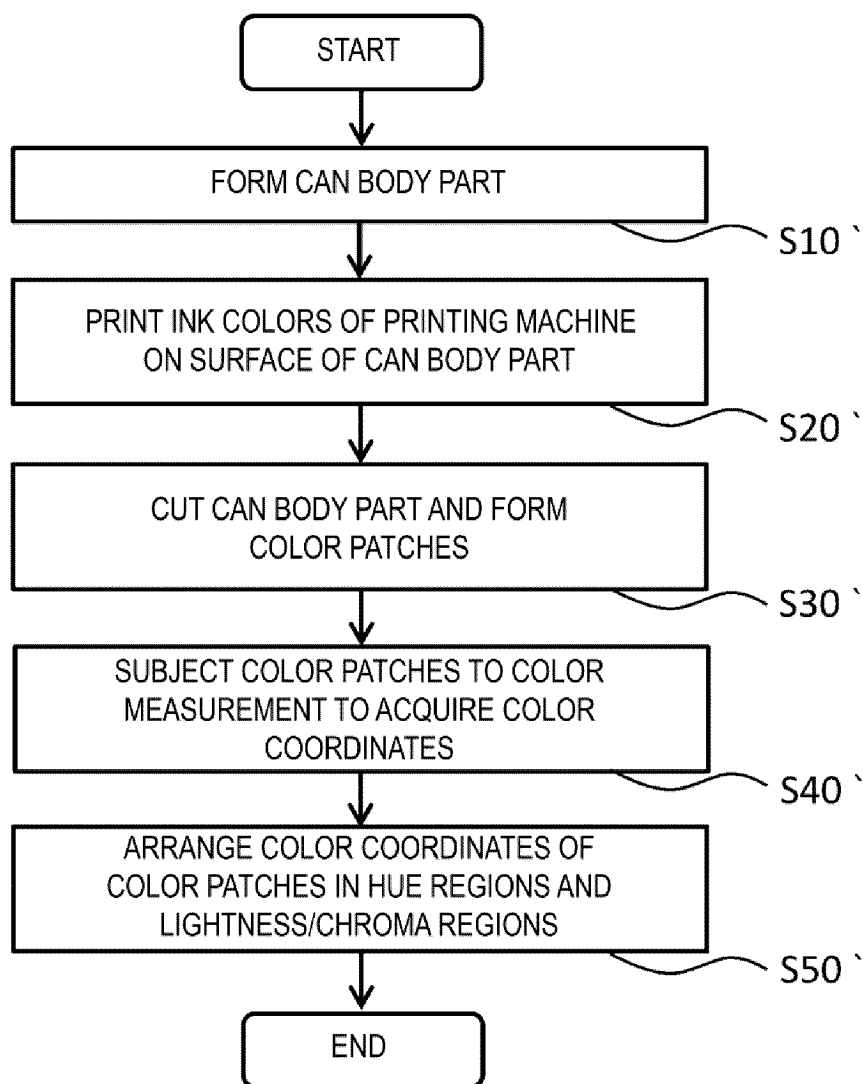 START
FORM CAN BODY PART
S10 `
PRINT INK COLORS OF PRINTING MACHINE
ON SURFACE OF CAN BODY PART
S20 `
CUT CAN BODY PART AND FORM
COLOR PATCHES
S30 `
SUBJECT COLOR PATCHES TO COLOR
MEASUREMENT TO ACQUIRE COLOR
COORDINATES
S40 `
ARRANGE COLOR COORDINATES OF
COLOR PATCHES IN HUE REGIONS AND
LIGHTNESS/CHROMA REGIONS
S50 `
END